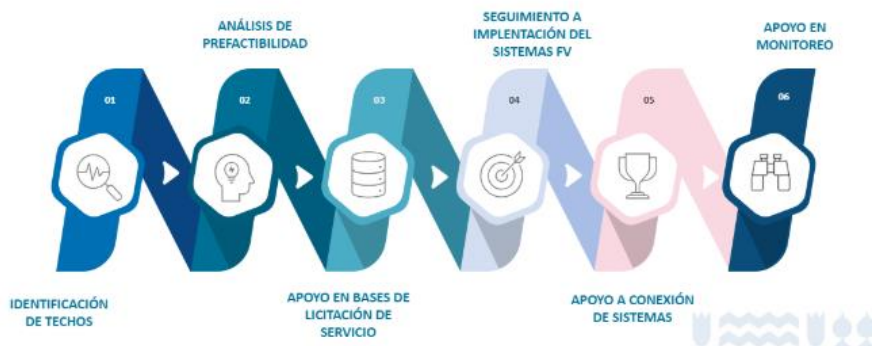 01
IDENTIFICACIÓN
DE TECHOS
02
ANÁLISIS DE
PREFACTIBILIDAD
03
APOYO EN BASES DE
LICITACIÓN DE
SERVICIO
04
SEGUIMIENTO A
IMPLENTACIÓN DEL
SISTEMAS FV
05
APOYO A CONEXIÓN
DE SISTEMAS
06
APOYO EN
MONITOREO